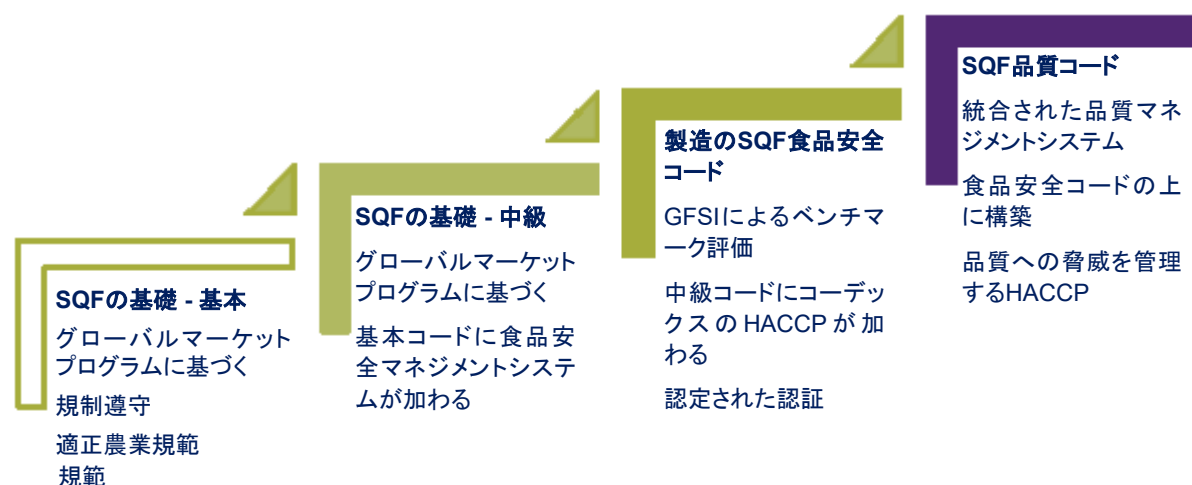 SQFの基礎 - 基本
グローバルマーケット
プログラムに基づく
規制遵守
適正農業規範
規範
SQFの基礎 - 中級
グローバルマーケット
プログラムに基づく
基本コードに食品安
全マネジメントシステ
ムが加わる
製造のSQF食品安全
コード
GFSIによるベンチマ
ーク評価
中級コードにコーデッ
クスの HACCP が 加
わる
認定された認証
SQF品質コード
統合された品質マネ
ジメントシステム
食品安全コードの上
に構築
品質への脅威を管理
するHACCP